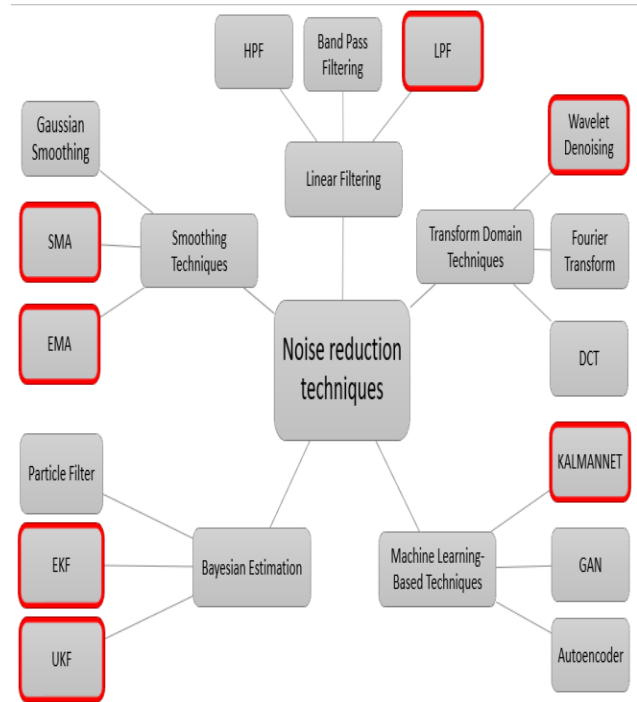 HPF
Band Pass
Filtering
LPF
Gaussian
Smoothing
Wavelet
Denoising
Linear Filtering
SMA
Smoothing
Techniques
Transform Domain
Techniques
Fourier
Transform
EMA
Noise reduction
techniques
DCT
Particle Filter
KALMANNET
EKF
Bayesian Estimation
Machine Learning-
Based Techniques
GAN
UKF
Autoencoder